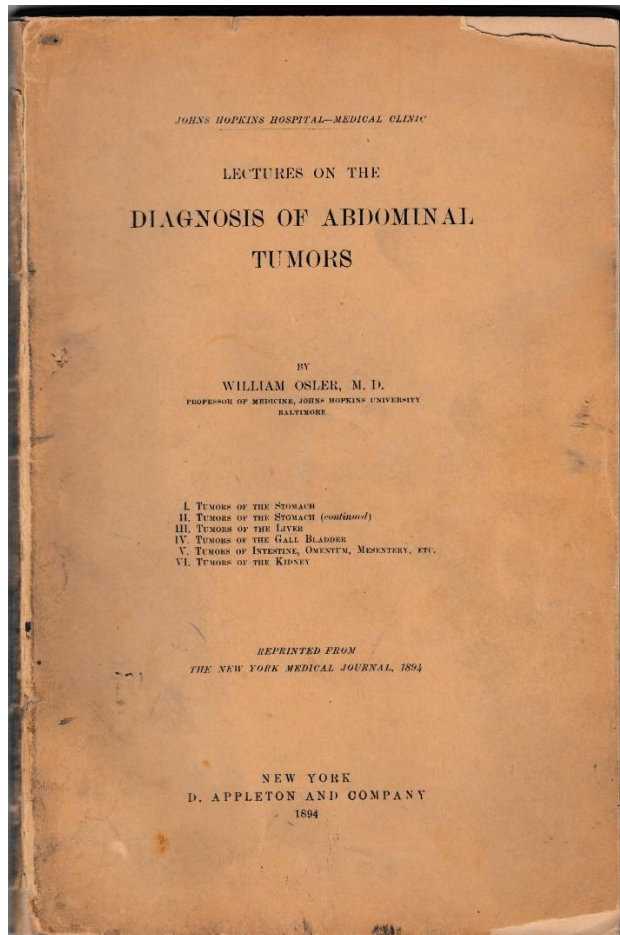 JOHNS HOPKINS HOSPITAL—MEDICAL CLINIC
LECTURES ON THE
DIAGNOSIS OF ABDOMINAL
TUMORS
BY
WILLIAM OSLER, M. D.
PROFESSOR OF MEDICINE, JOHNS HOPKINS UNIVERSITY
BALTIMORE
I. TUMORS OF THE STOMACH
II. TUMORS OF THE STOMACH (continued)
III. TUMORS OF THE LIVER
IV. TUMORS OF THE GALL BLADDER
V. TUMORS OF INTESTINE, OMENTUM, MESENTERY, ETC.
VI. TUMORS OF THE KIDNEY
REPRINTED FROM
THE NEW YORK MEDICAL JOURNAL, 1894
NEW YORK
D. APPLETON AND COMPANY
1894